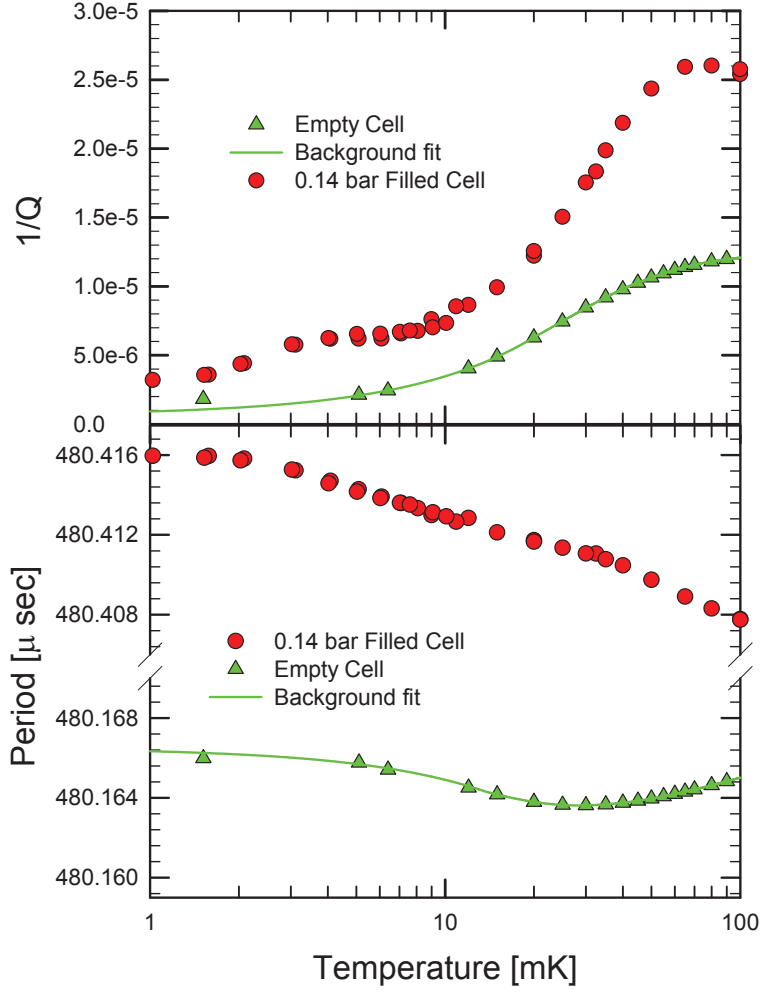 3.0e-5
2.5e-5
2.0e-5
1.5e-5
1.0e-5
5.0e-6
0.0
1/Q
Empty Cell
Background fit
0.14 bar Filled Cell
480.416
480.412
480.408
480.168
480.164
480.160
Period [μ sec]
0.14 bar Filled Cell
Empty Cell
Background fit
1 10 100
Temperature [mK]